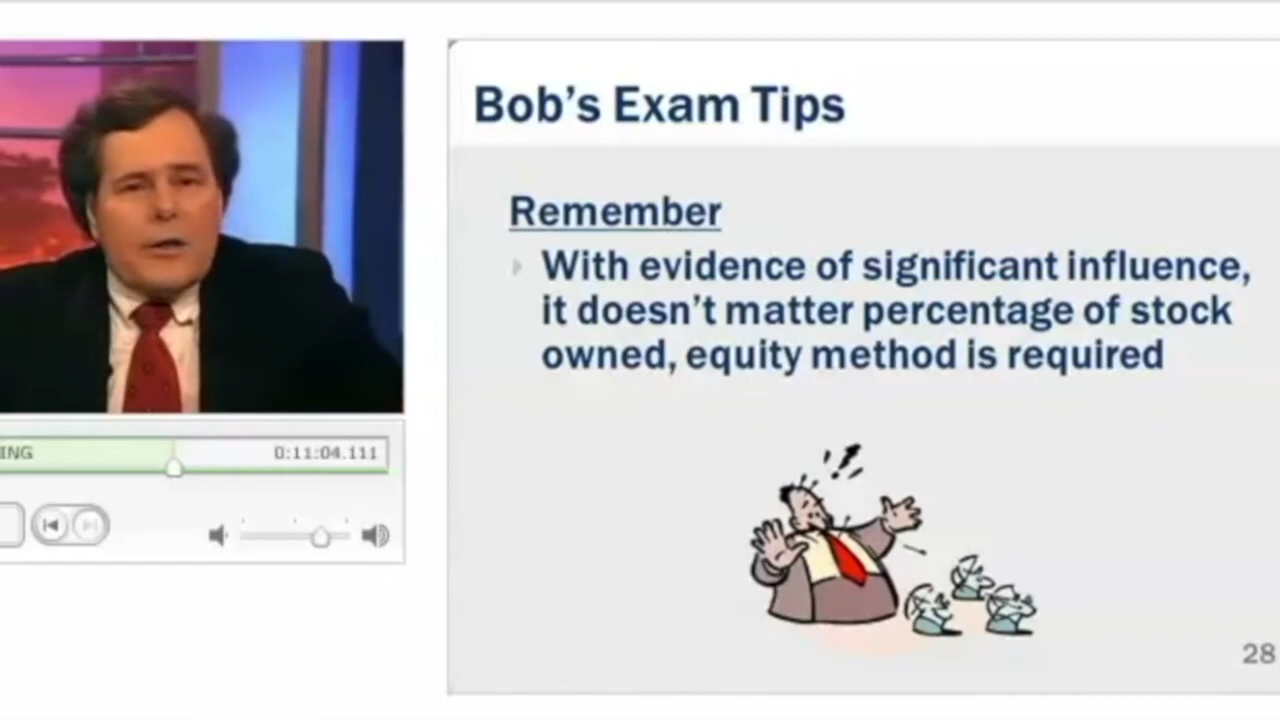 Bob's Exam Tips
Remember
With evidence of significant influence,
it doesn't matter percentage of stock
owned, equity method is required
ING
0:11:04.111
28